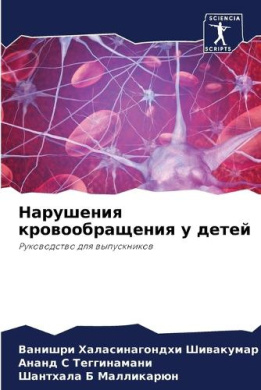 SCIENCIA
SCRIPTS
Нарушения
кровообращения у детей
Руководство для выпускников
Ванишри Халасинагондхи Шивакумар
Ананд С Теггинамани
Шантхала Б Малликарюн